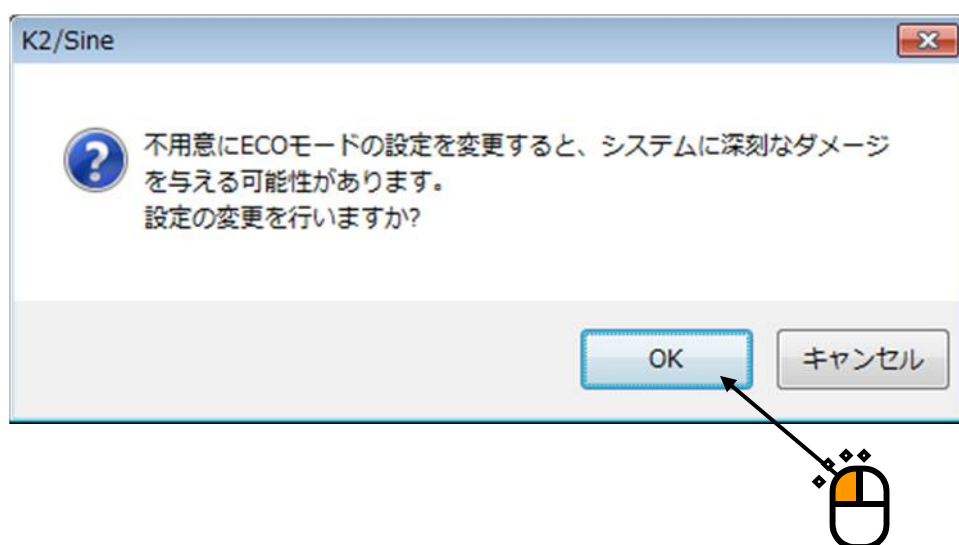 K2/Sine
不用意にECOモードの設定を変更すると、システムに深刻なダメージ
を与える可能性があります。
設定の変更を行いますか?
OK
キャンセル